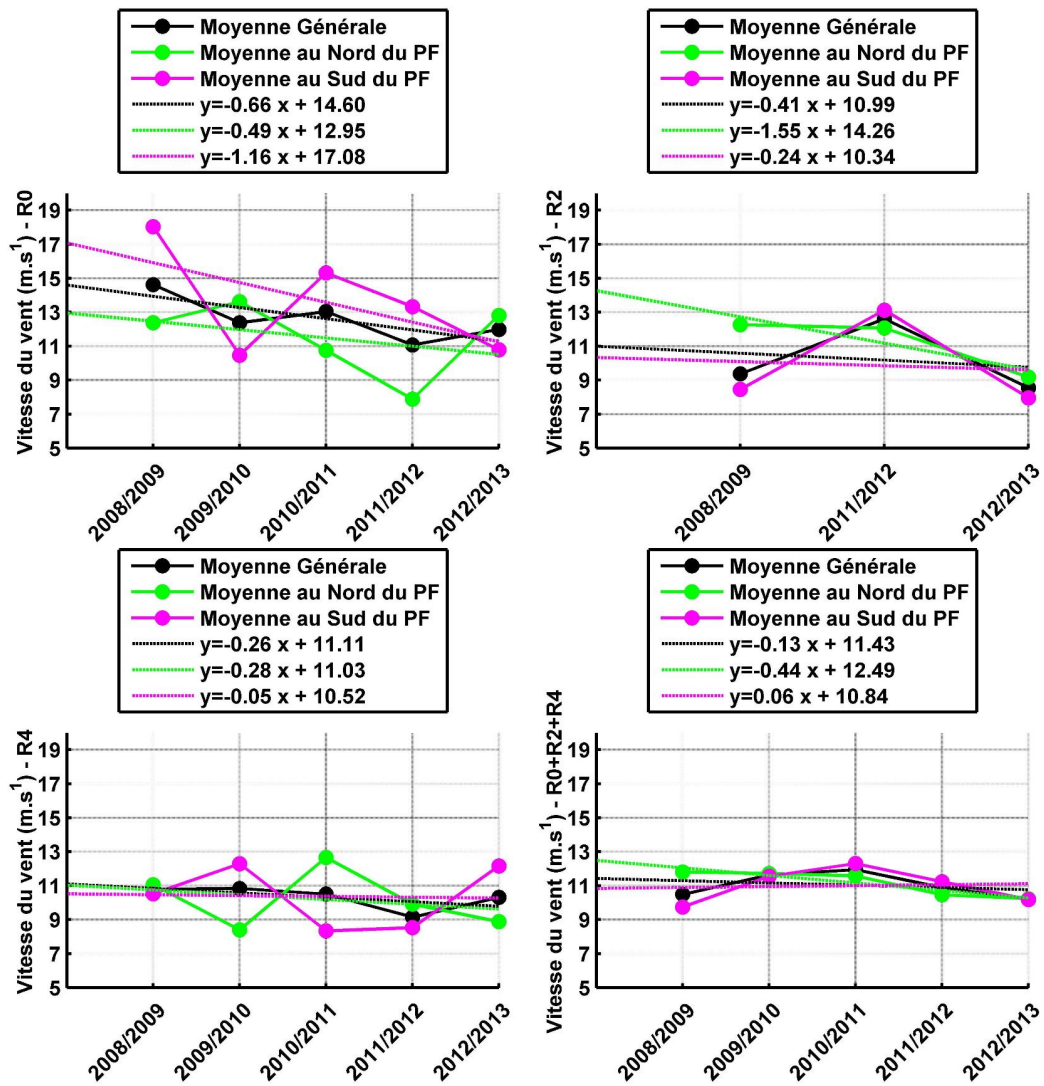 Moyenne Générale
Moyenne au Nord du PF
Moyenne au Sud du PF
y=-0.66 x + 14.60
y=-0.49 x + 12.95
y=-1.16 x + 17.08
Vitesse du vent (m.s¹) - R0
19
17
15
13
11
9
7
5
2008/2009
2009/2010
2010/2011
2011/2012
2012/2013
Moyenne Générale
Moyenne au Nord du PF
Moyenne au Sud du PF
y=-0.41 x + 10.99
y=-1.55 x + 14.26
y=-0.24 x + 10.34
Vitesse du vent (m.s¹) - R2
19
17
15
13
11
9
7
5
2008/2009
2011/2012
2012/2013
Moyenne Générale
Moyenne au Nord du PF
Moyenne au Sud du PF
y=-0.26 x + 11.11
y=-0.28 x + 11.03
y=-0.05 x + 10.52
Vitesse du vent (m.s¹) - R4
19
17
15
13
11
9
7
5
2008/2009
2009/2010
2010/2011
2011/2012
2012/2013
Moyenne Générale
Moyenne au Nord du PF
Moyenne au Sud du PF
y=-0.13 x + 11.43
y=-0.44 x + 12.49
y=0.06 x + 10.84
Vitesse du vent (m.s¹) - R0+R2+R4
19
17
15
13
11
9
7
5
2008/2009
2009/2010
2010/2011
2011/2012
2012/2013